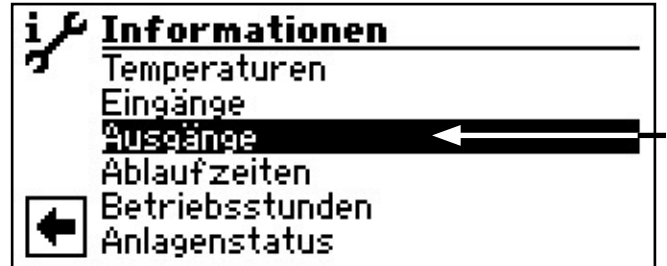 Informationen
Temperaturen
Eingänge
Ausgänge
Ablaufzeiten
Betriebsstunden
Anlagenstatus